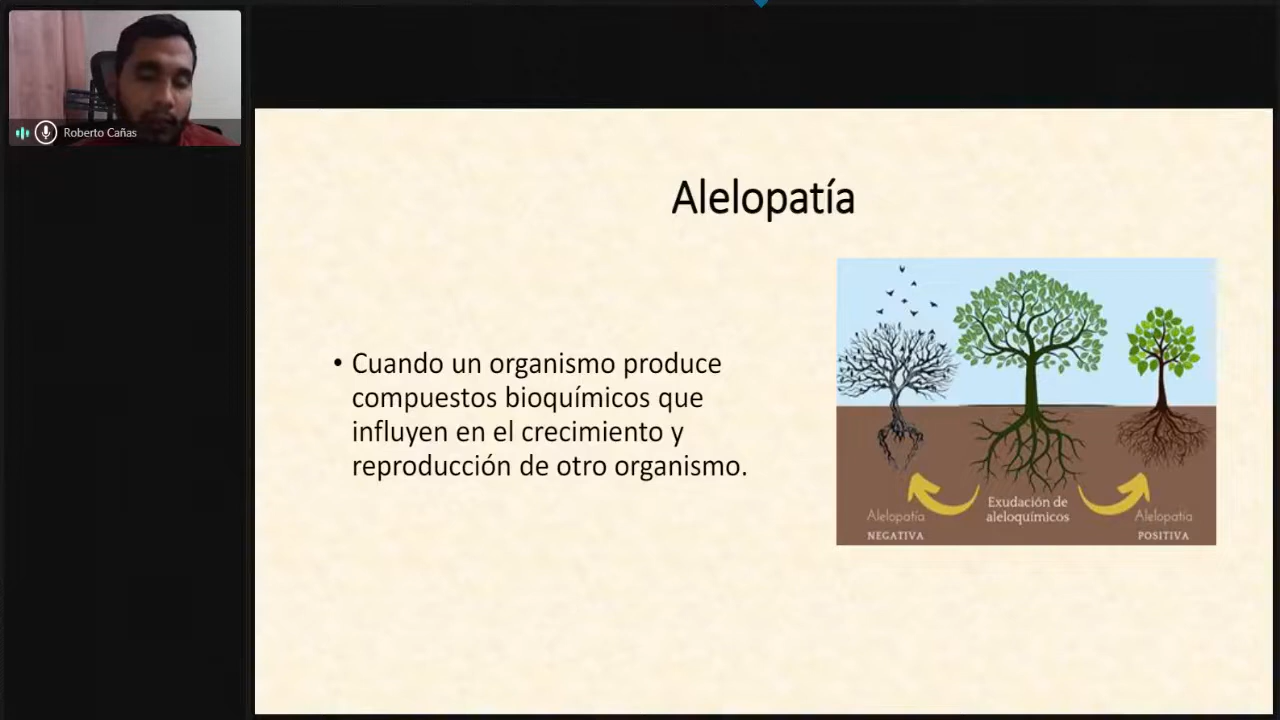 Roberto Cañas
Alelopatía
• Cuando un organismo produce
compuestos bioquímicos que
influyen en el crecimiento y
reproducción de otro organismo.
Exudación de
aleloquímicos
Alelopatía
NEGATIVA
Alelopatía
POSITIVA